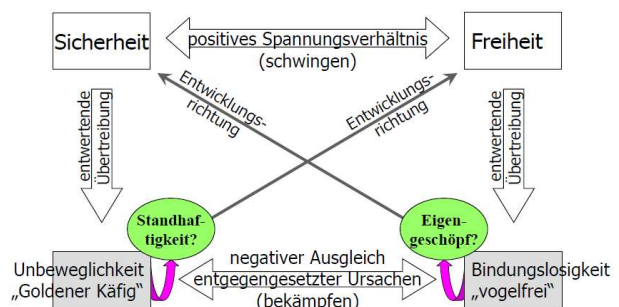 Sicherheit
positives Spannungsverhältnis
(schwingen)
Freiheit
entwertende
Übertreibung
Entwicklungs-
richtung
Entwicklungs-
richtung
entwertende
Übertreibung
Standhaf-
tigkeit?
Eigen-
geschöpf?
Unbeweglichkeit
„Goldener Käfig“
negativer Ausgleich
entgegengesetzter Ursachen
(bekämpfen)
Bindungslosigkeit
„vogelfrei“